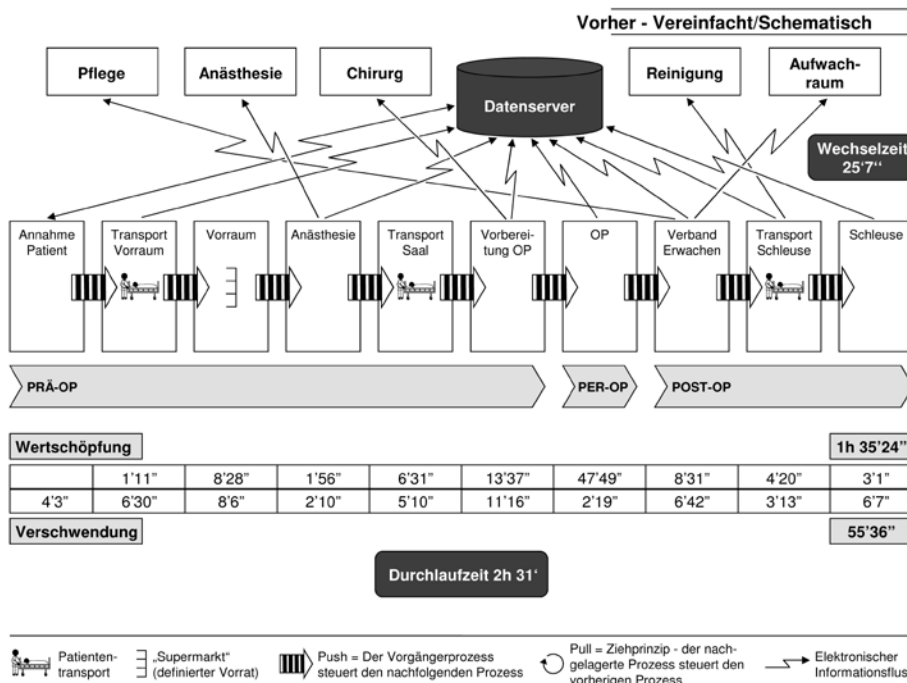 Vorher - Vereinfacht/Schematisch
Pflege
Anästhesie
Chirurg
Datenserver
Reinigung
Aufwach-
raum
Wechselzeit
25‘7‘‘
Annahme
Patient
Transport
Vorraum
Vorraum
Anästhesie
Transport
Saal
Vorberei-
tung OP
OP
Verband
Erwachen
Transport
Schleuse
Schleuse
PRÄ-OP
PER-OP
POST-OP
Wertschöpfung
1h 35’24”
1’11” 8’28” 1’56” 6’31” 13’37” 47’49” 8’31” 4’20” 3’1”
4’3” 6’30” 8’6” 2’10” 5’10” 11’16” 2’19” 6’42” 3’13” 6’7”
Verschwendung
55’36”
Durchlaufzeit 2h 31‘
Patienten-
transport
„Supermarkt“
(definierter Vorrat)
Push = Der Vorgängerprozess
steuert den nachfolgenden Prozess
Pull = Ziehprinzip - der nach-
gelagerte Prozess steuert den
vorherigen Prozess
Elektronischer
Informationsflus